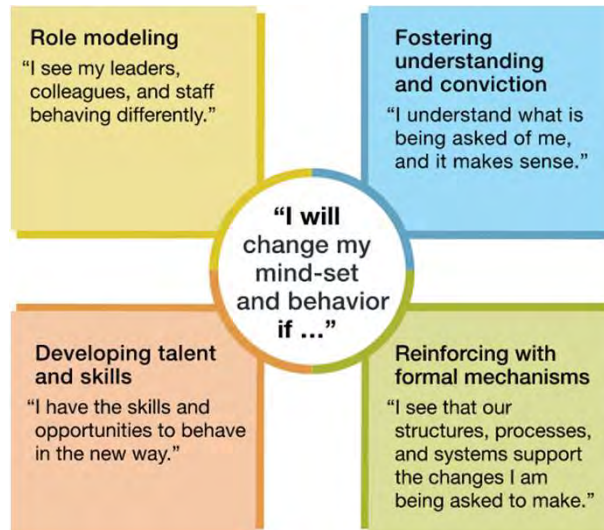 Role modeling
“I see my leaders,
colleagues, and staff
behaving differently.”
Fostering
understanding
and conviction
“I understand what is
being asked of me,
and it makes sense.”
“I will
change my
mind-set
and behavior
if ...”
Developing talent
and skills
“I have the skills and
opportunities to behave
in the new way.”
Reinforcing with
formal mechanisms
“I see that our
structures, processes,
and systems support
the changes I am
being asked to make.”